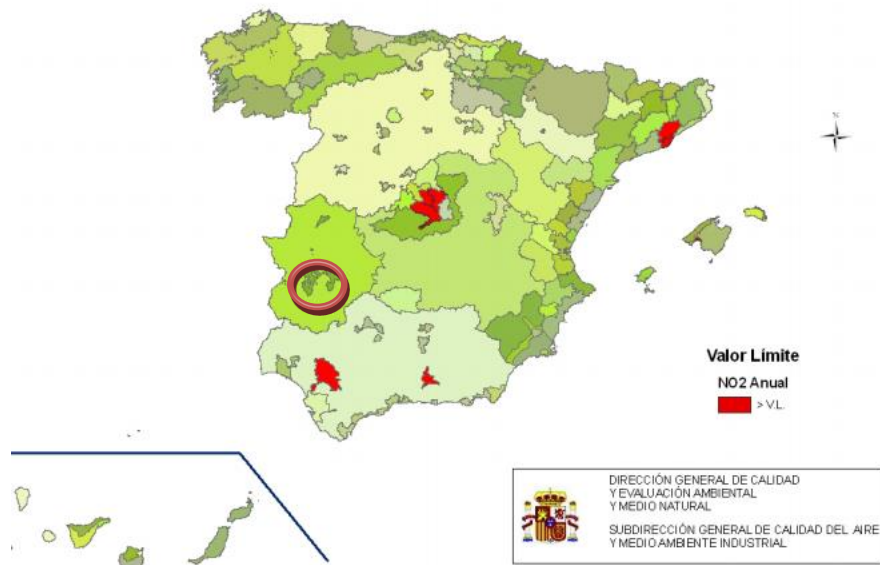 N
Valor Límite
NO2 Anual
> V.L.
DIRECCIÓN GENERAL DE CALIDAD
Y EVALUACIÓN AMBIENTAL
Y MEDIO NATURAL
SUBDIRECCIÓN GENERAL DE CALIDAD DEL AIRE
Y MEDIO AMBIENTE INDUSTRIAL